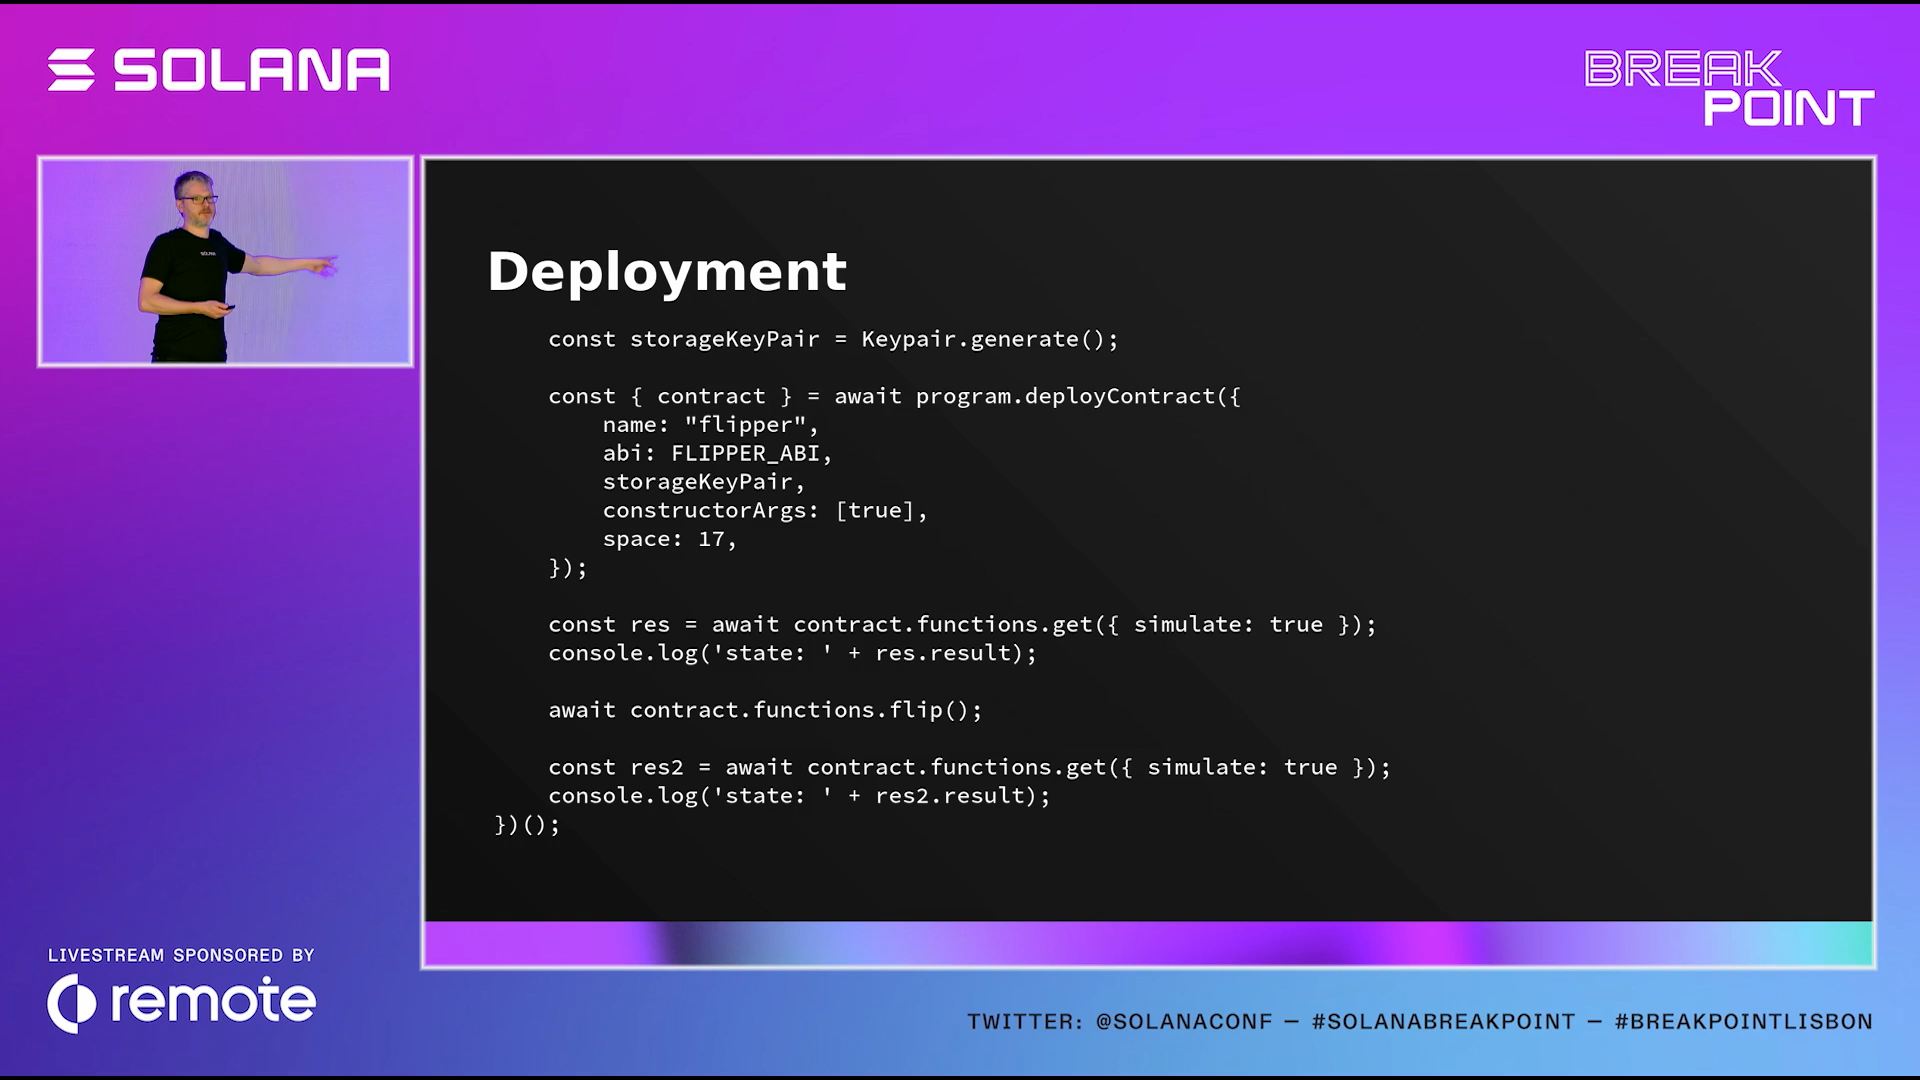 SOLANA
BREAK
POINT
Deployment
const storageKeyPair = Keypair.generate();
const { contract } = await program.deployContract({
name: "flipper",
abi: FLIPPER_ABI,
storageKeyPair,
constructorArgs: [true],
space: 17,
});
const res = await contract.functions.get({ simulate: true });
console.log('state: ' + res.result);
await contract.functions.flip();
const res2 = await contract.functions.get({ simulate: true });
console.log('state: ' + res2.result);
})();
LIVESTREAM SPONSORED BY
remote
TWITTER: @SOLANACONF — #SOLANABREAKPOINT — #BREAKPOINTLISBON